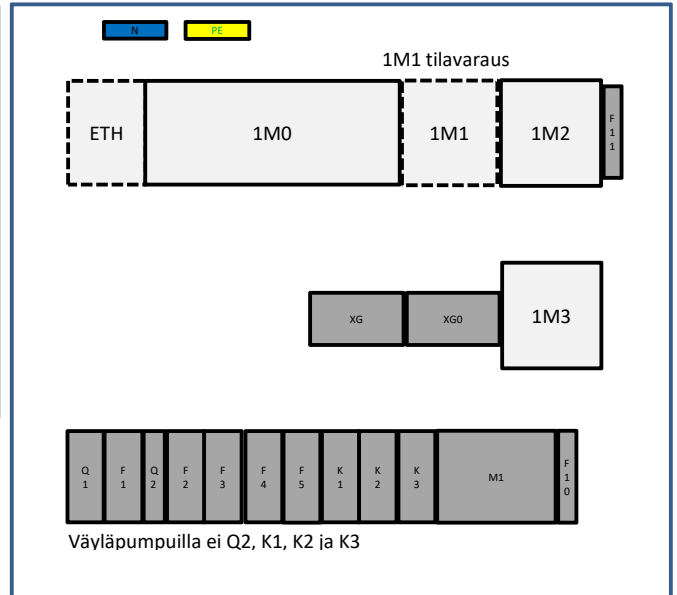 N PE
1M1 tilavaraus
ETH 1M0 1M1 1M2 F11
XG XG0 1M3
Q1 F1 Q2 F2 F3 F4 F5 K1 K2 K3 M1 F10
Väyläpumpuilla ei Q2, K1, K2 ja K3